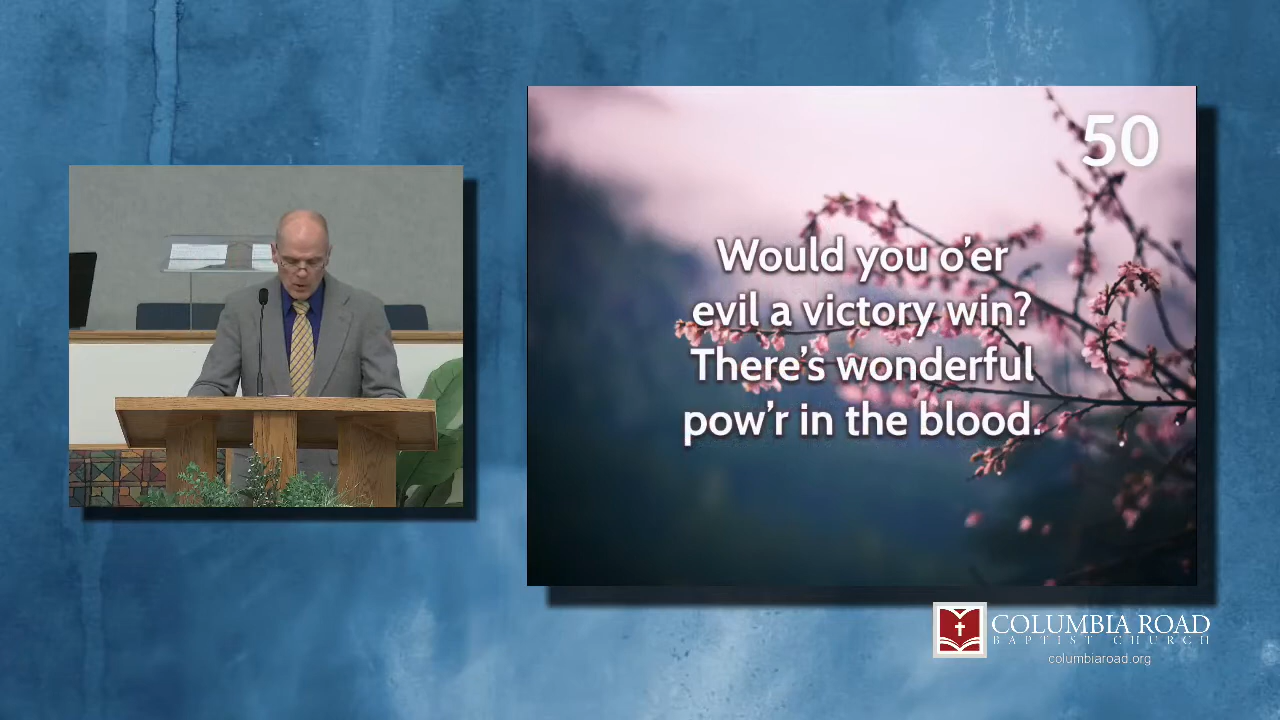 50
Would you o'er
evil a victory win?
There's wonderful
pow'r in the blood.
COLUMBIA ROAD
BAPTIST CHURCH
columbiaroad.org